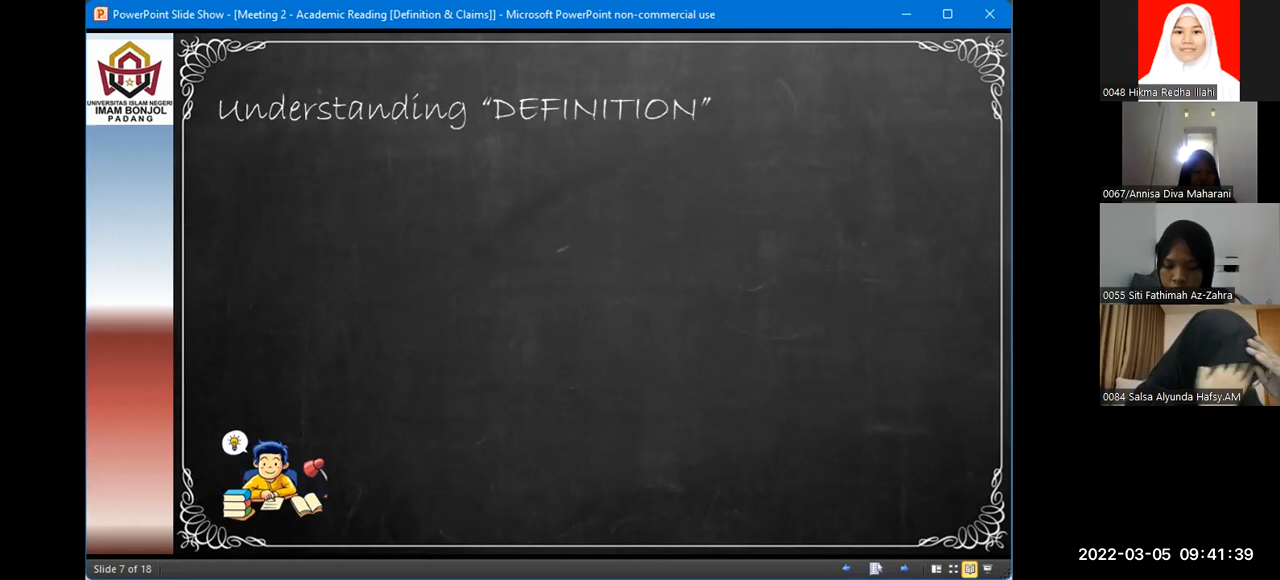 PowerPoint Slide Show - [Meeting 2 - Academic Reading [Definition & Claims]] - Microsoft PowerPoint non-commercial use
UNIVERSITAS ISLAM NEGERI
IMAM BONJOL
PADANG
Understanding “DEFINITION”
Slide 7 of 18
0048 Hikma Redha Illahi
0067/Annisa Diva Maharani
0055 Siti Fathimah Az-Zahra
0084 Salsa Alyunda Hafsy.AM
2022-03-05 09:41:39